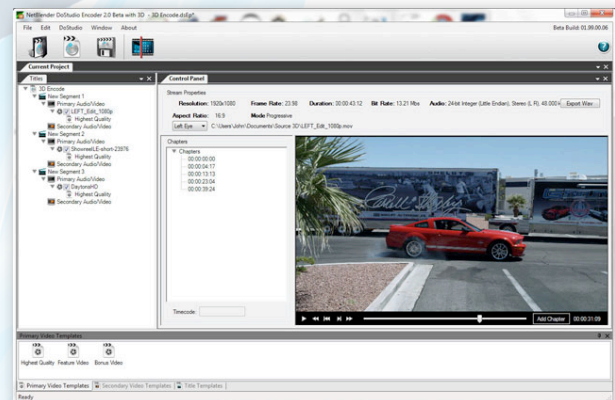 NetBlender DoStudio Encoder 2.0 Beta with 3D - 3D Encode.dslp*
File Edit DoStudio Window About
Beta Build: 01.99.00.06
Current Project
Titles
Control Panel
3D Encode
New Segment 1
Primary Audio/Video
LEFT_Edit_1080p
Highest Quality
Secondary Audio/Video
New Segment 2
Primary Audio/Video
ShowreelLE-short-23976
Highest Quality
Secondary Audio/Video
New Segment 3
Primary Audio/Video
DaytonaHD
Highest Quality
Secondary Audio/Video
Stream Properties
Resolution: 1920x1080 Frame Rate: 23.98 Duration: 00:00:43:12 Bit Rate: 13.21 Mbs Audio: 24-bit Integer (Little Endian), Stereo (L R), 48.000 k Export Wav...
Aspect Ratio: 16:9 Mode Progressive
Left Eye C:\Users\John\Documents\Source 3D\LEFT_Edit_1080p.mov
Chapters
Chapters
00:00:00:00
00:00:04:17
00:00:13:13
00:00:23:04
00:00:39:24
Timecode:
Add Chapter 00:00:31:09
Primary Video Templates
Highest Quality Feature Video Bonus Video
Primary Video Templates Secondary Video Templates Title Templates
Ready